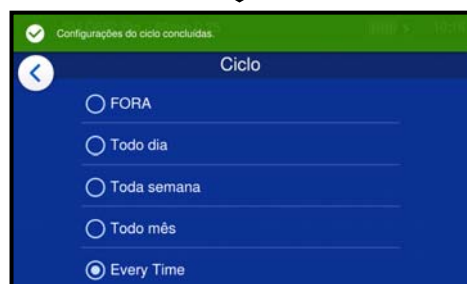 Configurações do ciclo concluídas.
Ciclo
FORA
Todo dia
Toda semana
Todo mês
Every Time